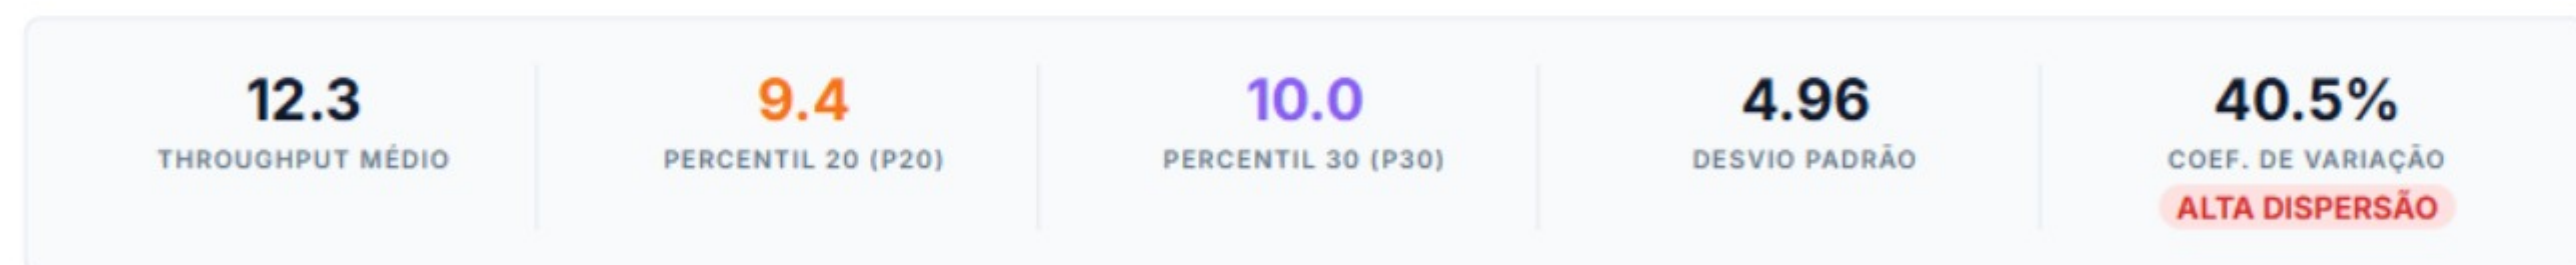 12.3
THROUGHPUT MÉDIO
9.4
PERCENTIL 20 (P20)
10.0
PERCENTIL 30 (P30)
4.96
DESVIO PADRÃO
40.5%
COEF. DE VARIAÇÃO
ALTA DISPERSÃO